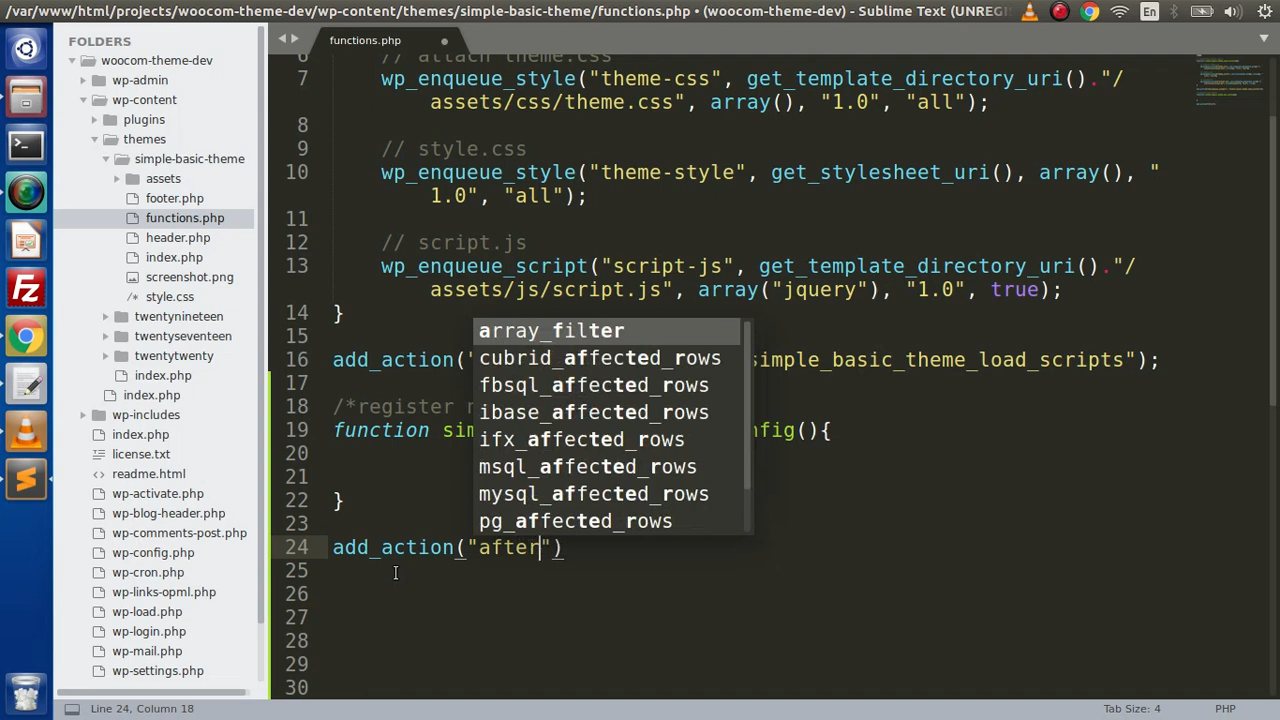 /var/www/html/projects/woocom-theme-dev/wp-content/themes/simple-basic-theme/functions.php • (woocom-theme-dev) - Sublime Text (UNREG
En
FOLDERS
woocom-theme-dev
wp-admin
wp-content
plugins
themes
simple-basic-theme
assets
footer.php
functions.php
header.php
index.php
screenshot.png
/* style.css
twentynineteen
twentyseventeen
twentytwenty
index.php
index.php
wp-includes
index.php
license.txt
<> readme.html
wp-activate.php
wp-blog-header.php
wp-comments-post.php
wp-config.php
wp-cron.php
wp-links-opml.php
wp-load.php
wp-login.php
wp-mail.php
wp-settings.php
functions.php
6 // attach theme.css
7 wp_enqueue_style("theme-css", get_template_directory_uri()."/
assets/css/theme.css", array(), "1.0", "all");
8
9 // style.css
10 wp_enqueue_style("theme-style", get_stylesheet_uri(), array(), "
1.0", "all");
11
12 // script.js
13 wp_enqueue_script("script-js", get_template_directory_uri()."/
assets/js/script.js", array("jquery"), "1.0", true);
14 }
15
16 add_action(" simple_basic_theme_load_scripts");
17
18 /*register
19 function nfig(){
20
21
22 }
23
24 add_action("after")
25
26
27
28
29
30
array_filter
cubrid_affected_rows
fbsql_affected_rows
ibase_affected_rows
ifx_affected_rows
msql_affected_rows
mysql_affected_rows
pg_affected_rows
Line 24, Column 18
Tab Size: 4
PHP